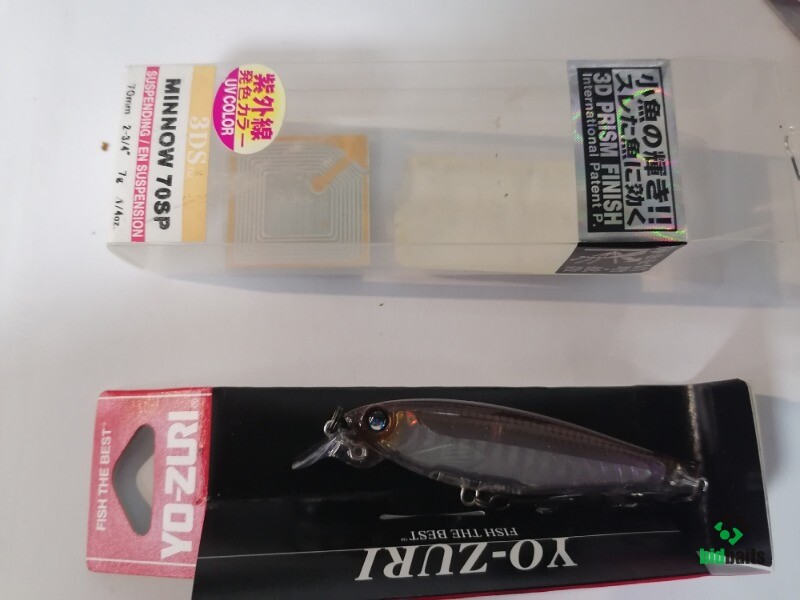 小魚の輝き!!
スレた魚に効く
3D PRISM FINISH
International Patent P.
紫外線
発色カラー
UV COLOR
3DS
MINNOW 70SP
SUSPENDING / EN SUSPENSION
70mm 2-3/4" 7g 1/4oz.
FISH THE BEST
YO-ZURI
YO-ZURI
FISH THE BEST
bidbaits